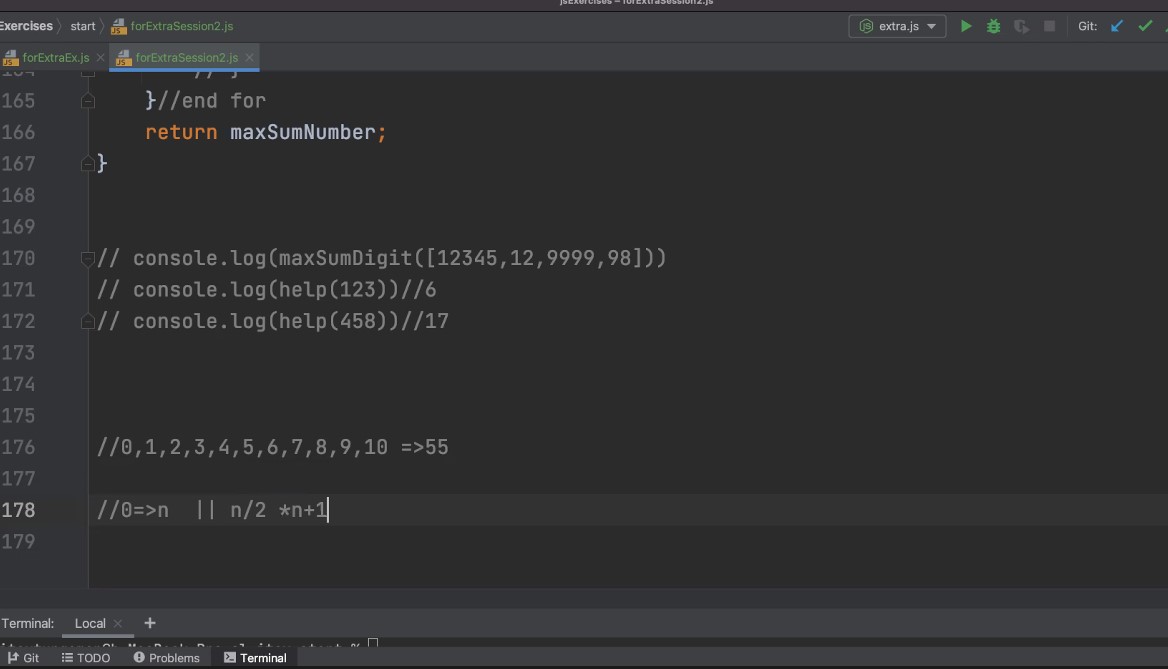 jsExercises – forExtraSession2.js
Exercises start forExtraSession2.js extra.js Git:
forExtraEx.js forExtraSession2.js
164 // }
165 }//end for
166 return maxSumNumber;
167 }
168
169
170 // console.log(maxSumDigit([12345,12,9999,98]))
171 // console.log(help(123))//6
172 // console.log(help(458))//17
173
174
175
176 //0,1,2,3,4,5,6,7,8,9,10 =>55
177
178 //0=>n || n/2 *n+1
179
Terminal: Local +
Git TODO Problems Terminal